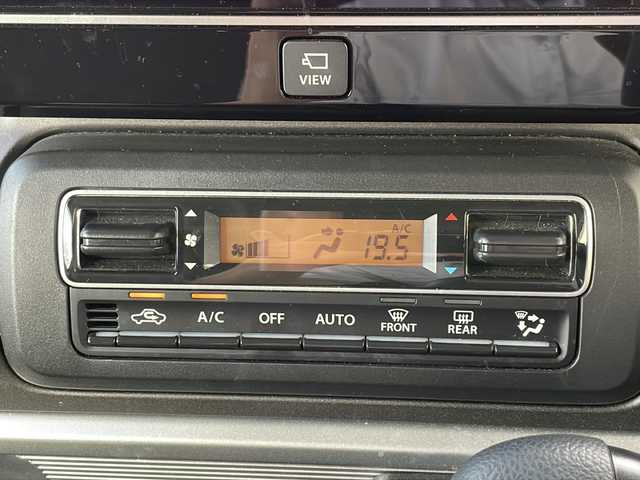 VIEW
A/C
19.5
A/C OFF AUTO FRONT REAR